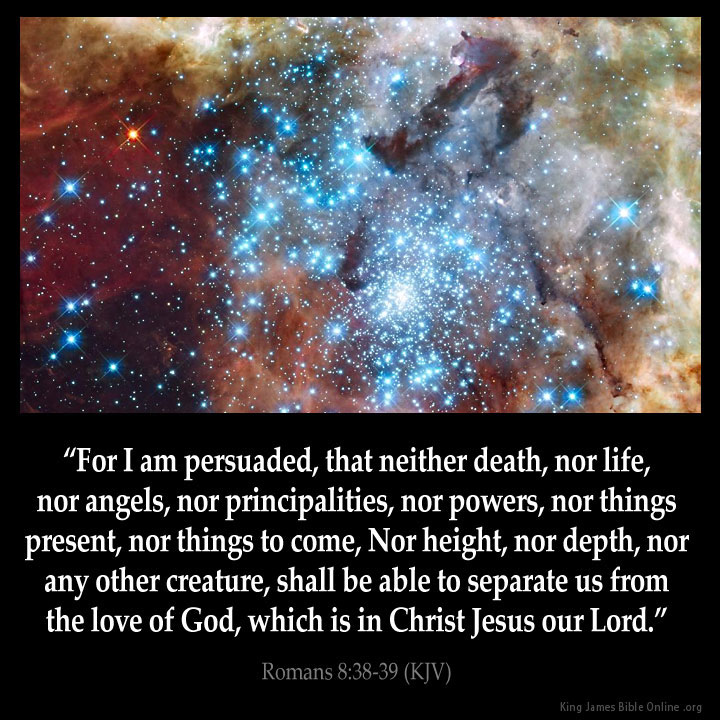 “For I am persuaded, that neither death, nor life,
nor angels, nor principalities, nor powers, nor things
present, nor things to come, Nor height, nor depth, nor
any other creature, shall be able to separate us from
the love of God, which is in Christ Jesus our Lord.”
Romans 8:38-39 (KJV)
King James Bible Online .org